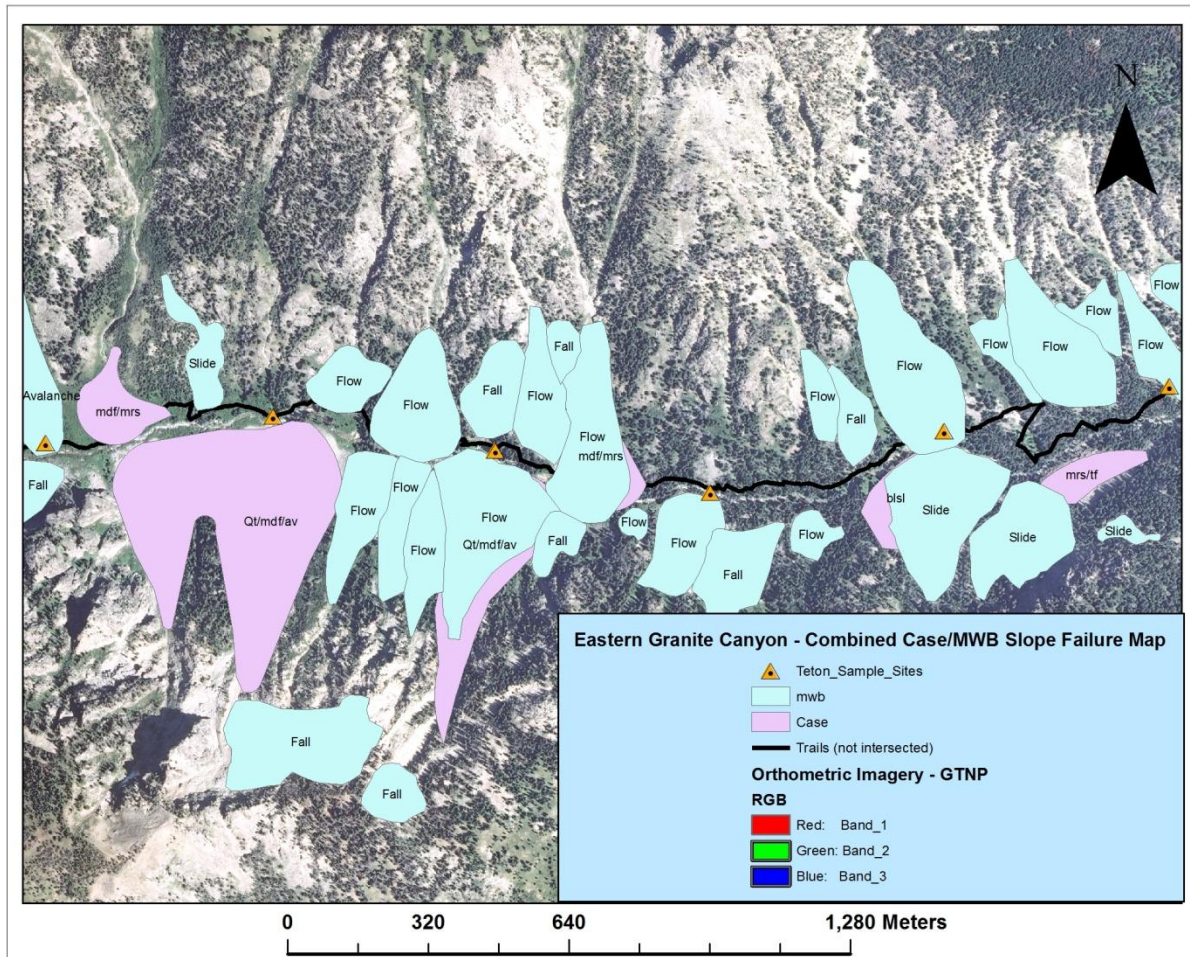 N
Flow
Flow
Flow
Flow
Flow
Fall
Slide
Flow
Flow
Avalanche
Flow
Fall
Flow
Flow
Fall
mdf/mrs
Flow
mdf/mrs
Fall
Flow
mrs/tf
blsl
Qt/mdf/av
Flow
Flow
Flow
Slide
Flow
Qt/mdf/av
Fall
Flow
Flow
Flow
Slide
Slide
Flow
Fall
Fall
Fall
Eastern Granite Canyon - Combined Case/MWB Slope Failure Map
Teton_Sample_Sites
mwb
Case
Trails (not intersected)
Orthometric Imagery - GTNP
RGB
Red: Band_1
Green: Band_2
Blue: Band_3
0 320 640 1,280 Meters